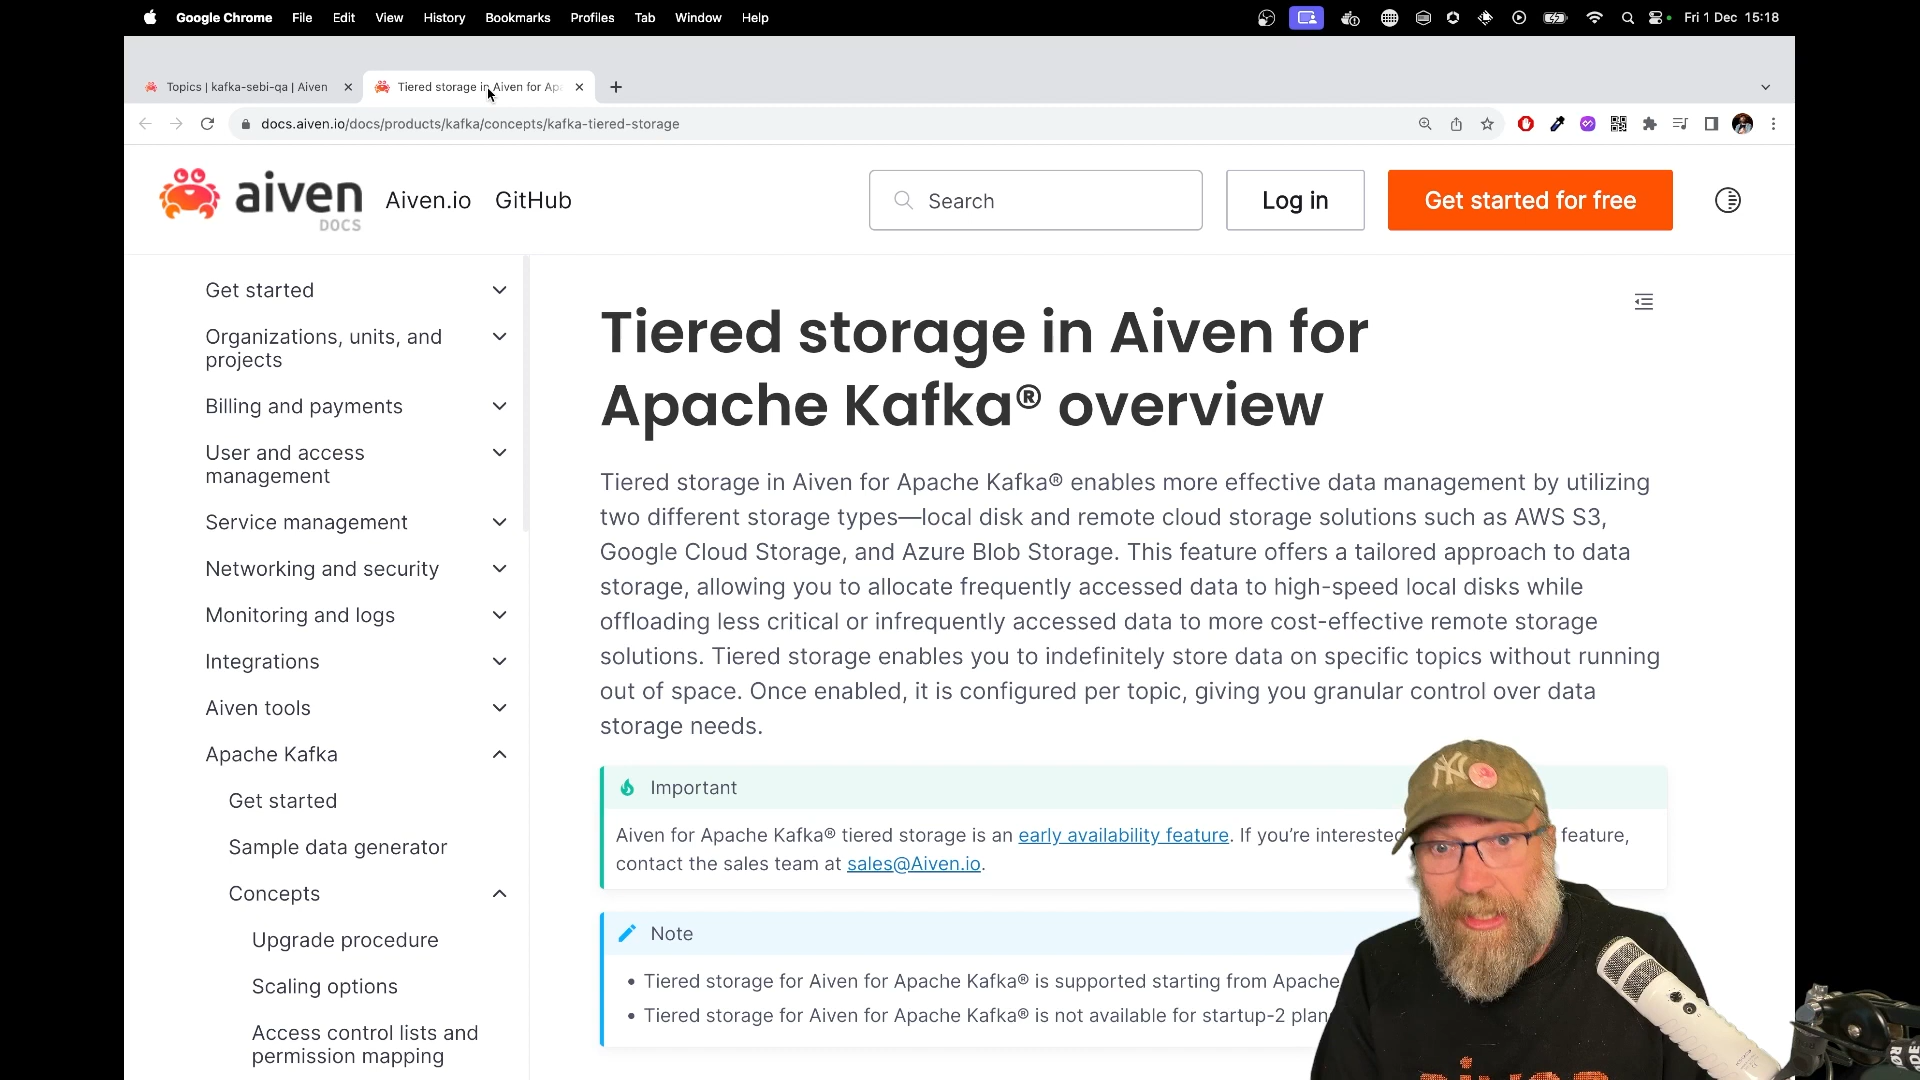 Google Chrome File Edit View History Bookmarks Profiles Tab Window Help Fri 1 Dec 15:18
Topics | kafka-sebi-qa | Aiven
Tiered storage in Aiven for Ap
docs.aiven.io/docs/products/kafka/concepts/kafka-tiered-storage
aiven
DOCS
Aiven.io GitHub
Search
Log in
Get started for free
Get started
Organizations, units, and
projects
Billing and payments
User and access
management
Service management
Networking and security
Monitoring and logs
Integrations
Aiven tools
Apache Kafka
Get started
Sample data generator
Concepts
Upgrade procedure
Scaling options
Access control lists and
permission mapping
Tiered storage in Aiven for
Apache Kafka® overview
Tiered storage in Aiven for Apache Kafka® enables more effective data management by utilizing
two different storage types—local disk and remote cloud storage solutions such as AWS S3,
Google Cloud Storage, and Azure Blob Storage. This feature offers a tailored approach to data
storage, allowing you to allocate frequently accessed data to high-speed local disks while
offloading less critical or infrequently accessed data to more cost-effective remote storage
solutions. Tiered storage enables you to indefinitely store data on specific topics without running
out of space. Once enabled, it is configured per topic, giving you granular control over data
storage needs.
Important
Aiven for Apache Kafka® tiered storage is an early availability feature. If you’re interested feature,
contact the sales team at sales@Aiven.io.
Note
Tiered storage for Aiven for Apache Kafka® is supported starting from Apache
Tiered storage for Aiven for Apache Kafka® is not available for startup-2 plan
NY
aiven